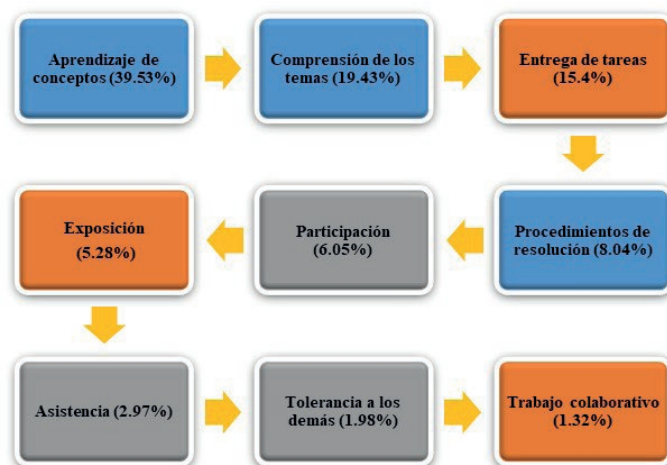 Aprendizaje de
conceptos (39.53%)
Comprensión de los
temas (19.43%)
Entrega de tareas
(15.4%)
Procedimientos de
resolución (8.04%)
Participación
(6.05%)
Exposición
(5.28%)
Asistencia (2.97%)
Tolerancia a los
demás (1.98%)
Trabajo colaborativo
(1.32%)